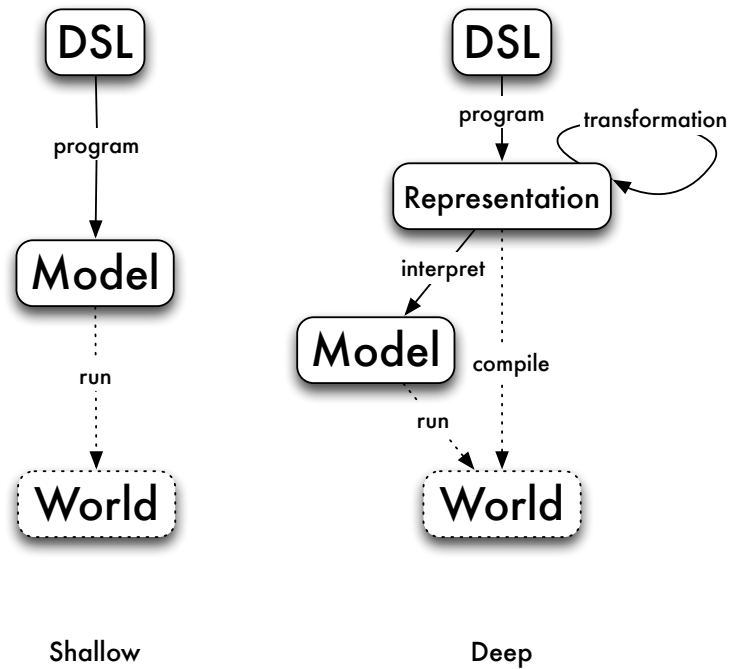 DSL
program
Model
run
World
Shallow
DSL
program
transformation
Representation
interpret
Model
compile
run
World
Deep